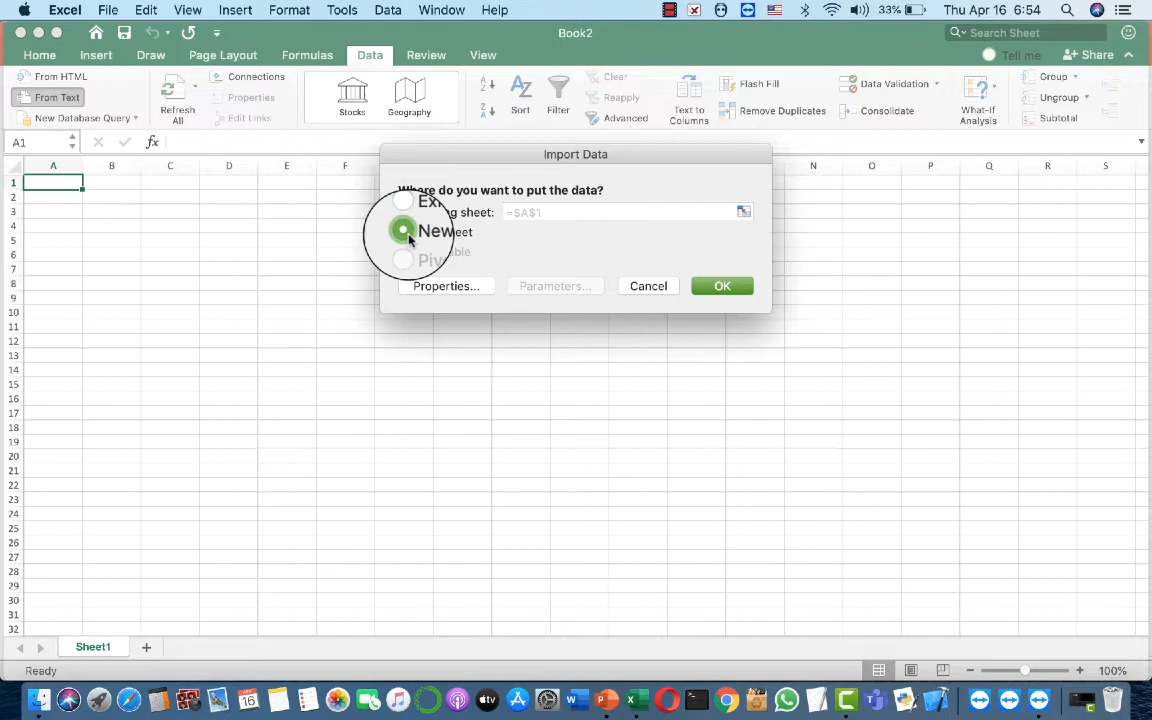 Excel File Edit View Insert Format Tools Data Window Help 33% Thu Apr 16 6:54
Book2 Search Sheet
Home Insert Draw Page Layout Formulas Data Review View Tell me Share
From HTML
From Text
New Database Query
Refresh All
Connections
Properties
Edit Links
Stocks Geography
Sort Filter
Clear
Reapply
Advanced
Text to Columns
Flash Fill
Remove Duplicates
Data Validation
Consolidate
What-If Analysis
Group
Ungroup
Subtotal
A1 fx
A B C D E F N O P Q R S
Import Data
Where do you want to put the data?
Ex g sheet: =$A$1
New eet
Piv able
Properties... Parameters... Cancel OK
1
2
3
4
5
6
7
8
9
10
11
12
13
14
15
16
17
18
19
20
21
22
23
24
25
26
27
28
29
30
31
32
Sheet1 +
Ready 100%